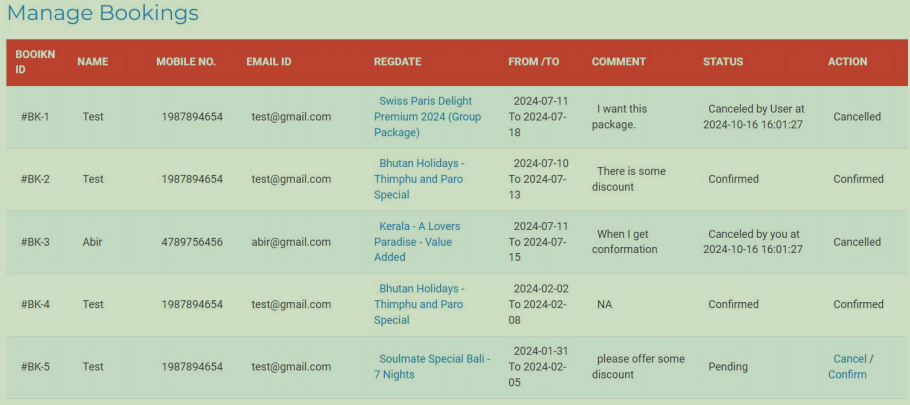 Manage Bookings
BOOIKN ID NAME MOBILE NO. EMAIL ID REGDATE FROM /TO COMMENT STATUS ACTION
#BK-1 Test 1987894654 test@gmail.com Swiss Paris Delight Premium 2024 (Group Package) 2024-07-11 To 2024-07-18 I want this package. Canceled by User at 2024-10-16 16:01:27 Cancelled
#BK-2 Test 1987894654 test@gmail.com Bhutan Holidays - Thimphu and Paro Special 2024-07-10 To 2024-07-13 There is some discount Confirmed Confirmed
#BK-3 Abir 4789756456 abir@gmail.com Kerala - A Lovers Paradise - Value Added 2024-07-11 To 2024-07-15 When I get conformation Canceled by you at 2024-10-16 16:01:27 Cancelled
#BK-4 Test 1987894654 test@gmail.com Bhutan Holidays - Thimphu and Paro Special 2024-02-02 To 2024-02-08 NA Confirmed Confirmed
#BK-5 Test 1987894654 test@gmail.com Soulmate Special Bali - 7 Nights 2024-01-31 To 2024-02-05 please offer some discount Pending Cancel / Confirm